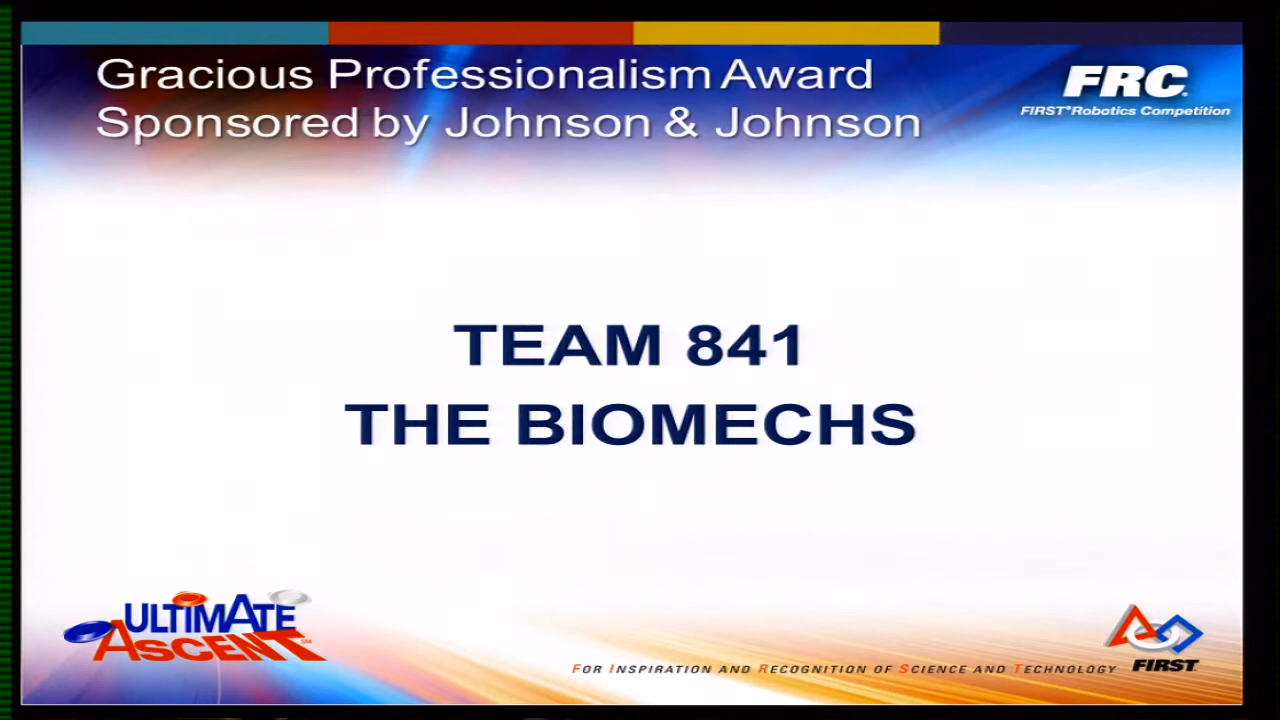 Gracious Professionalism Award
Sponsored by Johnson & Johnson
FRC
FIRST® Robotics Competition
TEAM 841
THE BIOMECHS
ULTIMATE
ASCENT℠
FOR INSPIRATION AND RECOGNITION OF SCIENCE AND TECHNOLOGY
FIRST